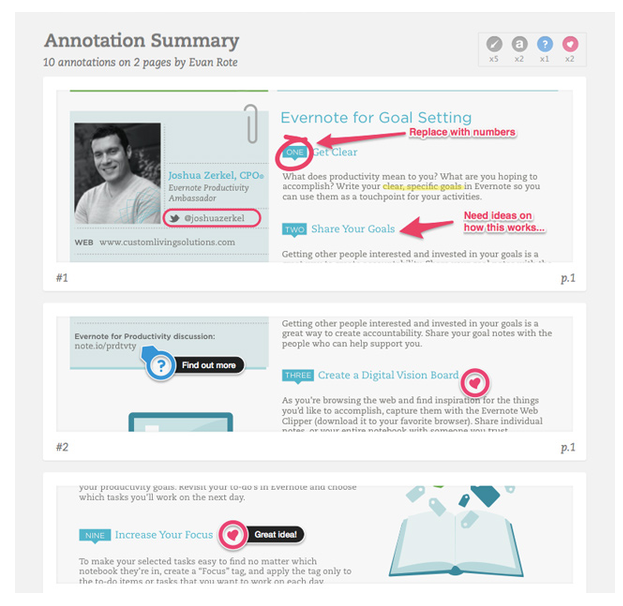 Annotation Summary
10 annotations on 2 pages by Evan Rote
a ?
x5 x2 x1 x2
Joshua Zerkel, CPO®
Evernote Productivity
Ambassador
@joshuazerkel
WEB www.customlivingsolutions.com
Evernote for Goal Setting
Replace with numbers
ONE Get Clear
What does productivity mean to you? What are you hoping to
accomplish? Write your clear, specific goals in Evernote so you
can use them as a touchpoint for your activities.
TWO Share Your Goals
Need ideas on
how this works...
Getting other people interested and invested in your goals is a
#1 p.1
Evernote for Productivity discussion:
note.io/prdtvty
? Find out more
Getting other people interested and invested in your goals is a
great way to create accountability. Share your goal notes with the
people who can help support you.
THREE Create a Digital Vision Board
As you're browsing the web and find inspiration for the things
you'd like to accomplish, capture them with the Evernote Web
Clipper (download it to your favorite browser). Share individual
notes, or your entire notebook with someone you trust
#2 p.1
your productivity goals. Revisit your to-do's in Evernote and choose
which tasks you'll work on the next day.
NINE Increase Your Focus
Great idea!
To make your selected tasks easy to find no matter which
notebook they're in, create a "Focus" tag, and apply the tag only
to the to-do items or tasks that you want to work on each day.